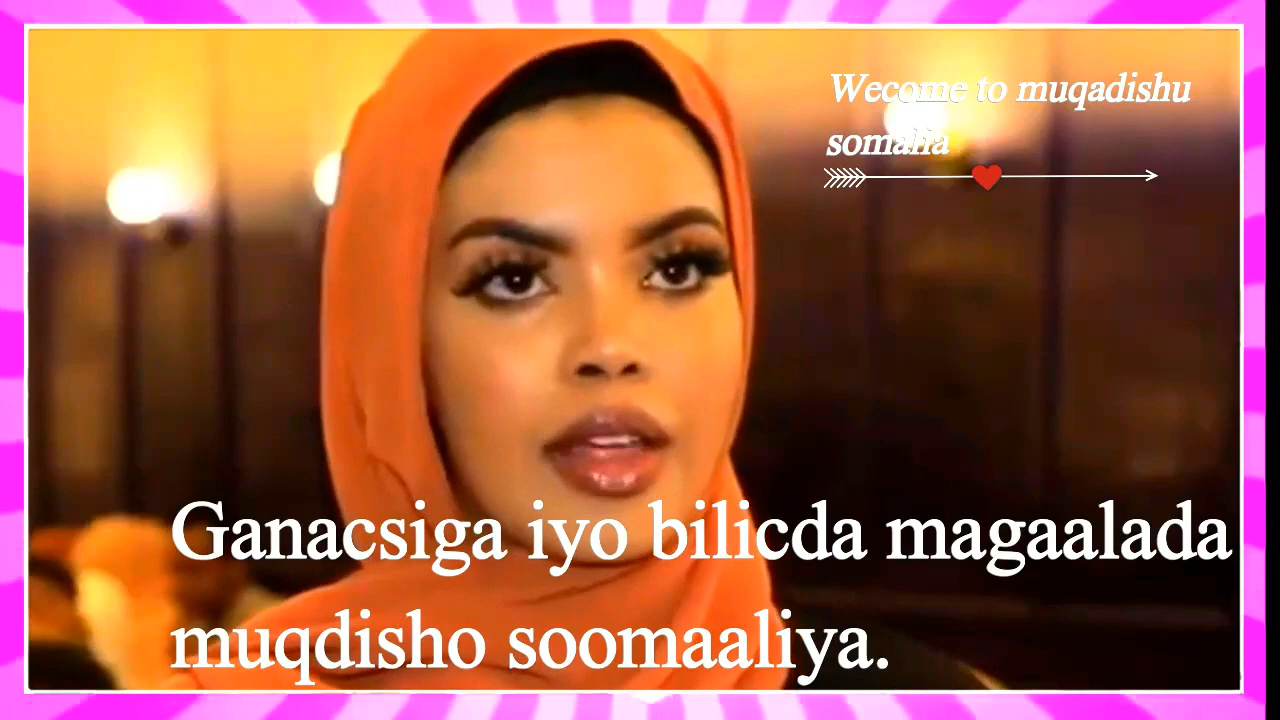 Wecome to muqadishu
somalia
Ganacsiga iyo bilicda magaalada
muqdisho soomaaliya.